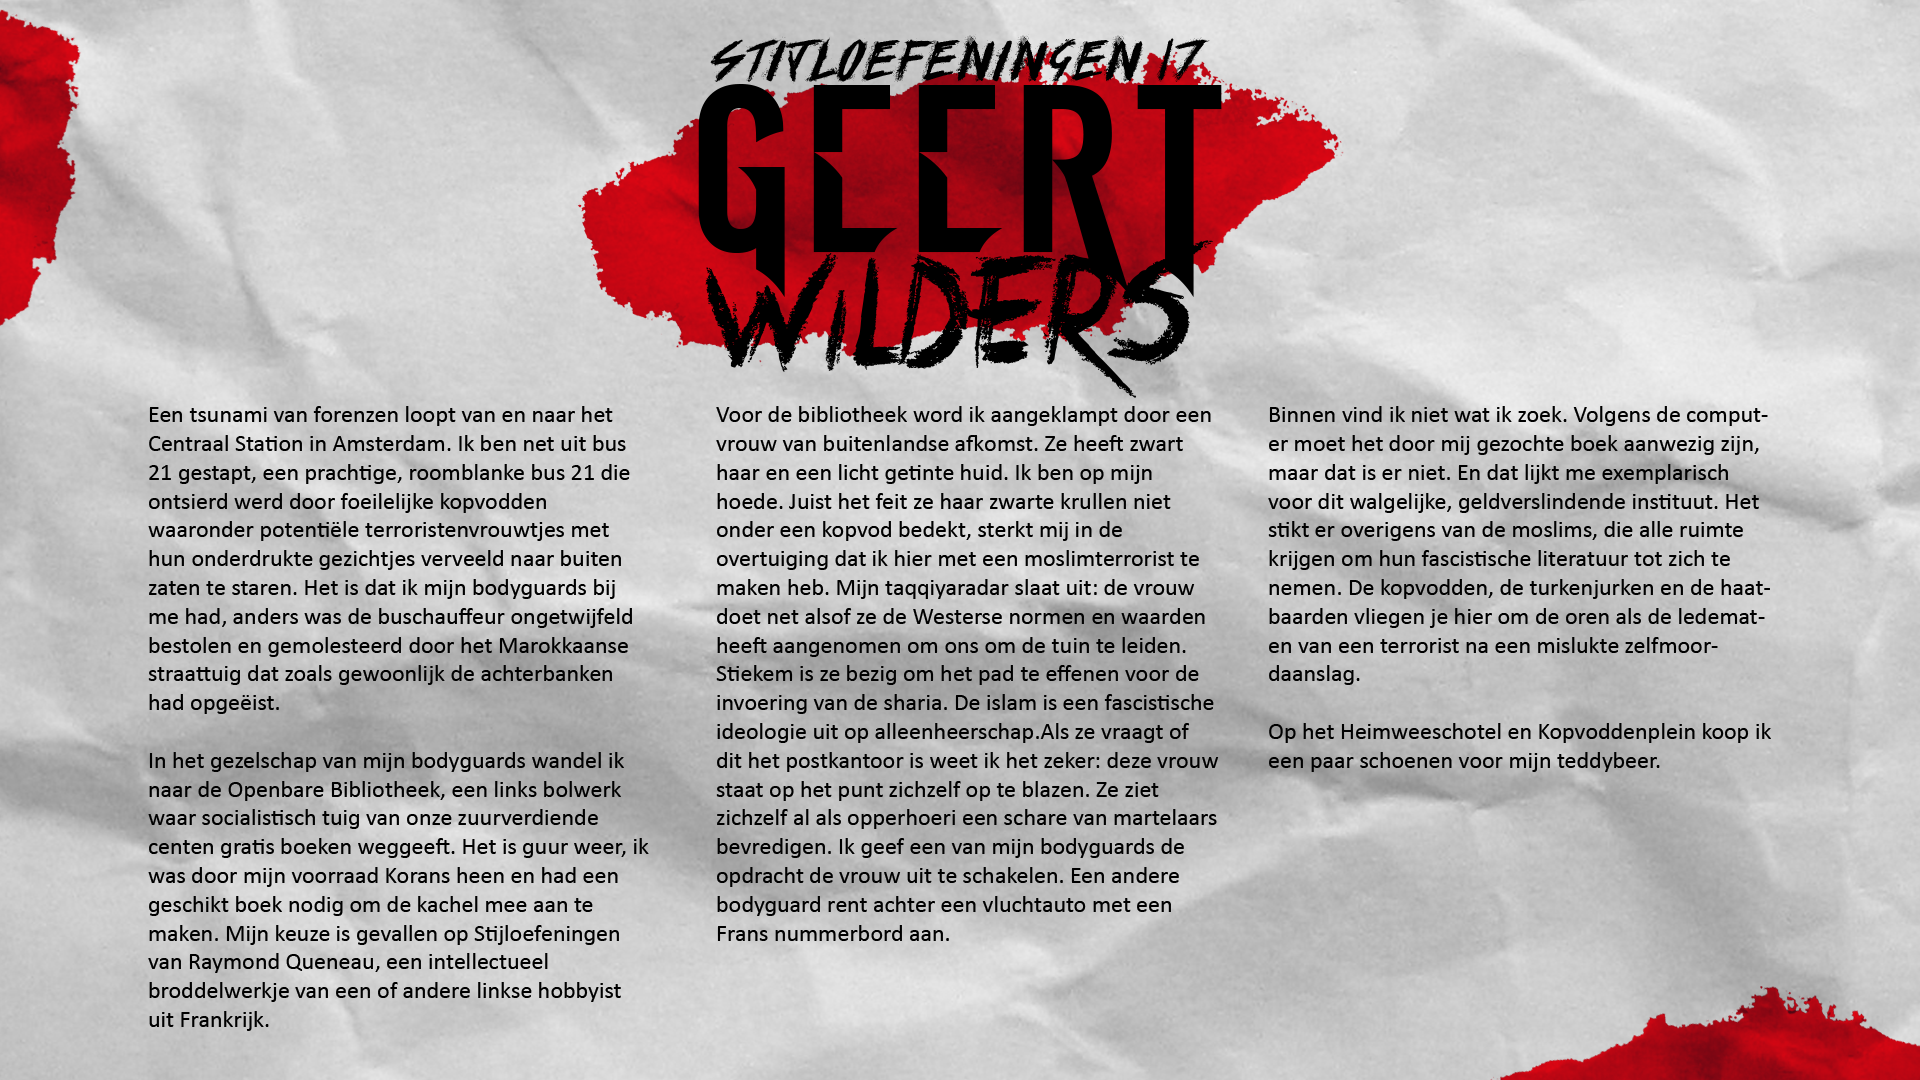 STIJLOEFENINGEN 17
GEERT
WILDERS
Een tsunami van forenzen loopt van en naar het
Centraal Station in Amsterdam. Ik ben net uit bus
21 gestapt, een prachtige, roomblanke bus 21 die
ontsierd werd door foeilelijke kopvodden
waaronder potentiële terroristenvrouwtjes met
hun onderdrukte gezichtjes verveeld naar buiten
zaten te staren. Het is dat ik mijn bodyguards bij
me had, anders was de buschauffeur ongetwijfeld
bestolen en gemolesteerd door het Marokkaanse
straattuig dat zoals gewoonlijk de achterbanken
had opgeëist.
In het gezelschap van mijn bodyguards wandel ik
naar de Openbare Bibliotheek, een links bolwerk
waar socialistisch tuig van onze zuurverdiende
centen gratis boeken weggeeft. Het is guur weer, ik
was door mijn voorraad Korans heen en had een
geschikt boek nodig om de kachel mee aan te
maken. Mijn keuze is gevallen op Stijloefeningen
van Raymond Queneau, een intellectueel
broddelwerkje van een of andere linkse hobbyist
uit Frankrijk.
Voor de bibliotheek word ik aangeklampt door een
vrouw van buitenlandse afkomst. Ze heeft zwart
haar en een licht getinte huid. Ik ben op mijn
hoede. Juist het feit ze haar zwarte krullen niet
onder een kopvod bedekt, sterkt mij in de
overtuiging dat ik hier met een moslimterrorist te
maken heb. Mijn taqqiyaradar slaat uit: de vrouw
doet net alsof ze de Westerse normen en waarden
heeft aangenomen om ons om de tuin te leiden.
Stiekem is ze bezig om het pad te effenen voor de
invoering van de sharia. De islam is een fascistische
ideologie uit op alleenheerschap.Als ze vraagt of
dit het postkantoor is weet ik het zeker: deze vrouw
staat op het punt zichzelf op te blazen. Ze ziet
zichzelf al als opperhoeri een schare van martelaars
bevredigen. Ik geef een van mijn bodyguards de
opdracht de vrouw uit te schakelen. Een andere
bodyguard rent achter een vluchtauto met een
Frans nummerbord aan.
Binnen vind ik niet wat ik zoek. Volgens de comput-
er moet het door mij gezochte boek aanwezig zijn,
maar dat is er niet. En dat lijkt me exemplarisch
voor dit walgelijke, geldverslindende instituut. Het
stikt er overigens van de moslims, die alle ruimte
krijgen om hun fascistische literatuur tot zich te
nemen. De kopvodden, de turkenjurken en de haat-
baarden vliegen je hier om de oren als de ledemat-
en van een terrorist na een mislukte zelfmoor-
daanslag.
Op het Heimweeschotel en Kopvoddenplein koop ik
een paar schoenen voor mijn teddybeer.